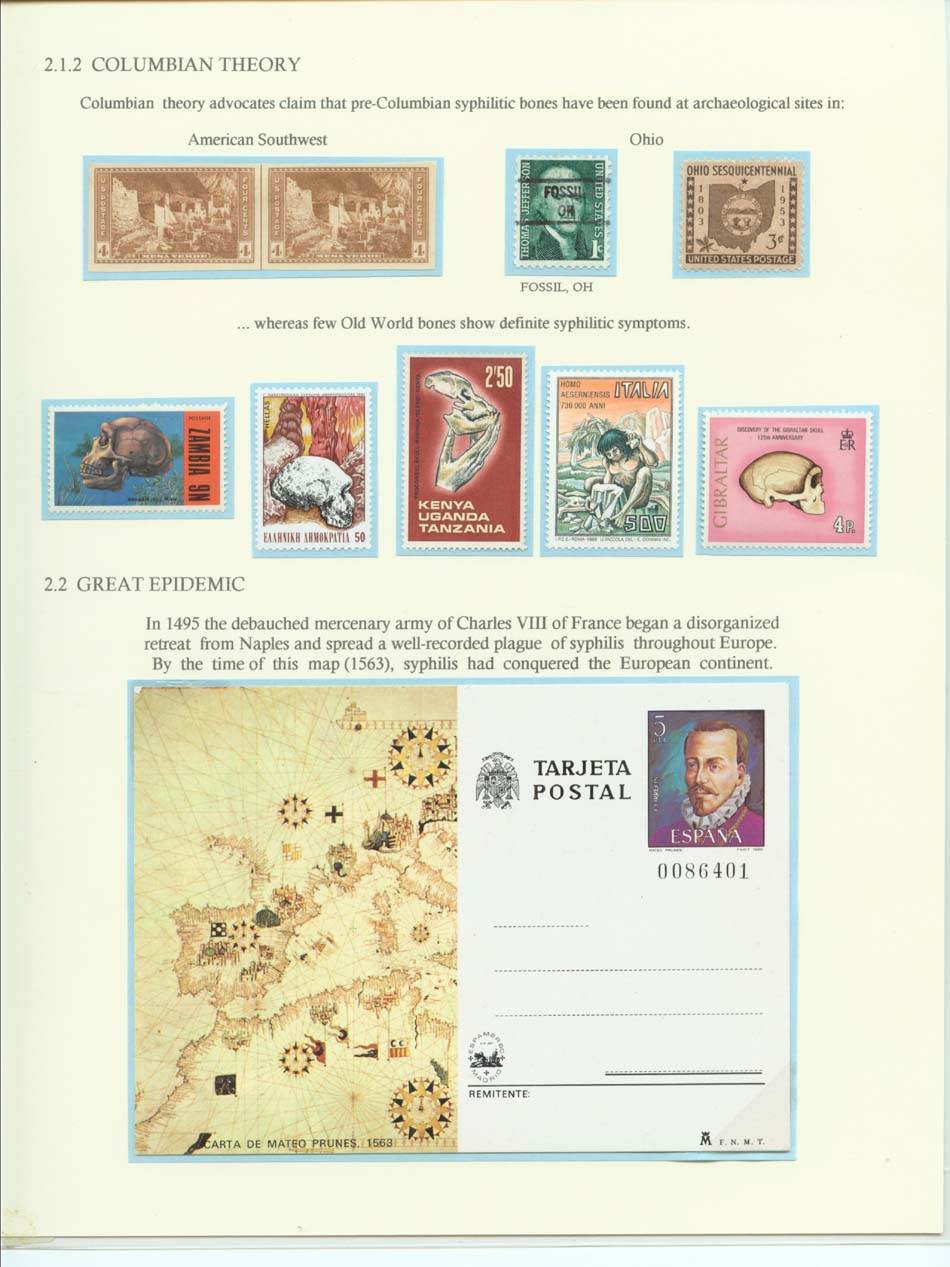 2.1.2 COLUMBIAN THEORY
Columbian theory advocates claim that pre-Columbian syphilitic bones have been found at archaeological sites in:
American Southwest
Ohio
U S POSTAGE
FOUR CENTS
4
4
MESA VERDE
U S POSTAGE
FOUR CENTS
4
4
MESA VERDE
THOMAS JEFFERSON
UNITED STATES
FOSSIL
OH
1c
OHIO SESQUICENTENNIAL
1803
1953
3¢
UNITED STATES POSTAGE
FOSSIL, OH
... whereas few Old World bones show definite syphilitic symptoms.
POSTAGE
ZAMBIA 9N
HELLAS
ΕΛΛΗΝΙΚΗ ΔΗΜΟΚΡΑΤΙΑ 50
2'50
KENYA
UGANDA
TANZANIA
HOMO
AESERNIENSIS
736.000 ANNI
ITALIA
500
DISCOVERY OF THE GIBRALTAR SKULL
125th ANNIVERSARY
E R
GIBRALTAR
4P.
2.2 GREAT EPIDEMIC
In 1495 the debauched mercenary army of Charles VIII of France began a disorganized
retreat from Naples and spread a well-recorded plague of syphilis throughout Europe.
By the time of this map (1563), syphilis had conquered the European continent.
TARJETA
POSTAL
5
PTA
ESPAÑA
0086401
ESPAMER80
MADRID
REMITENTE:
CARTA DE MATEO PRUNES, 1563
F. N. M. T.